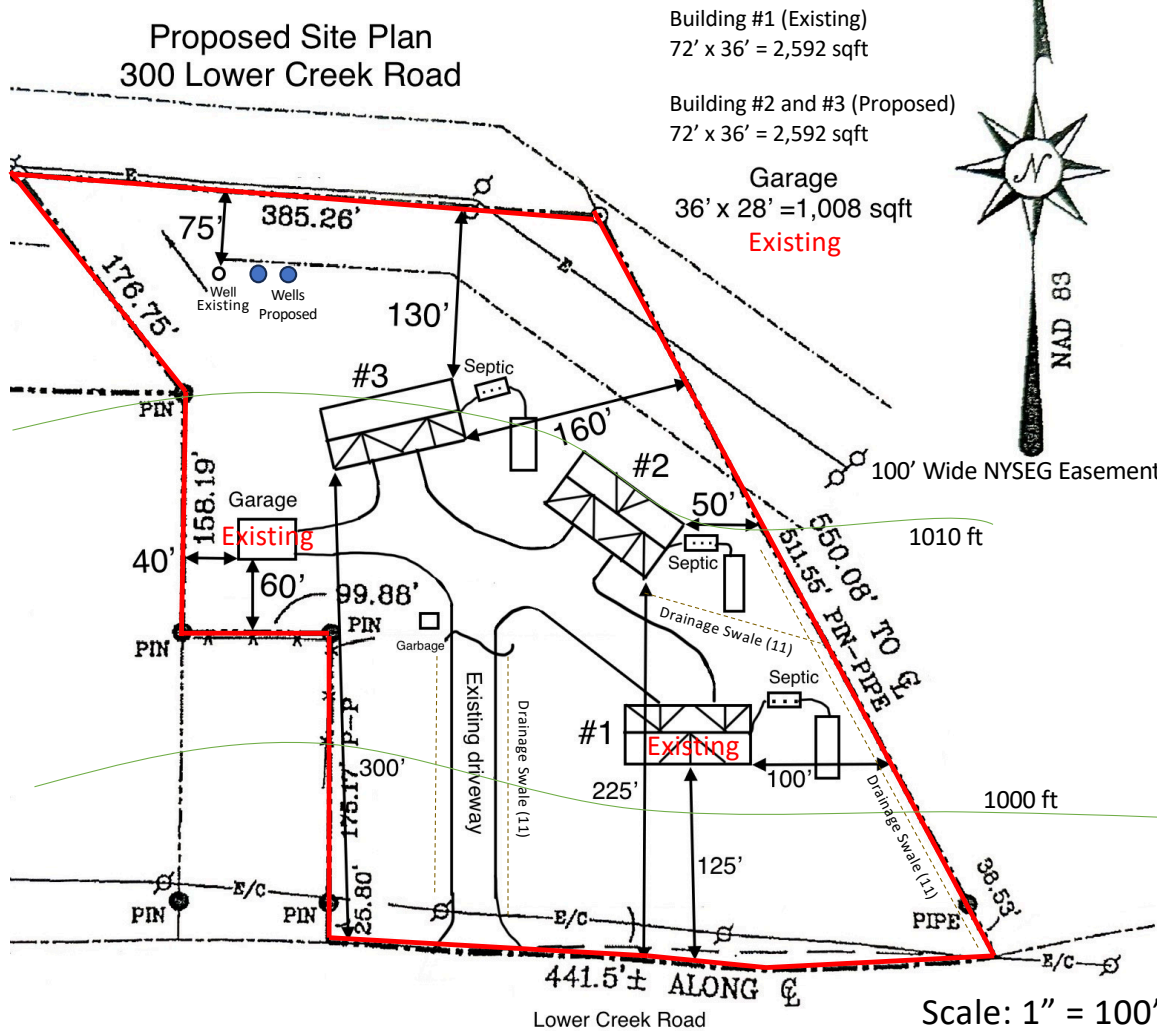 Proposed Site Plan
300 Lower Creek Road
Building #1 (Existing)
72' x 36' = 2,592 sqft
Building #2 and #3 (Proposed)
72' x 36' = 2,592 sqft
Garage
36' x 28' =1,008 sqft
Existing
N
NAD 83
E
385.26'
75'
176.75'
Well
Existing
Wells
Proposed
E
130'
#3
Septic
PIN
160'
#2
50'
100' Wide NYSEG Easement
1010 ft
158.19'
Garage
Existing
40'
60'
99.88'
PIN
PIN
Septic
550.08' TO ℄
511.55' PIN-PIPE
Drainage Swale (11)
Garbage
Septic
#1
Existing
100'
Existing driveway
Drainage Swale (11)
175.17' P-P
300'
225'
1000 ft
Drainage Swale (11)
125'
38.53'
E/C
PIN
PIN
25.80'
E/C
PIPE
E/C
441.5'± ALONG ℄
Lower Creek Road
Scale: 1” = 100'